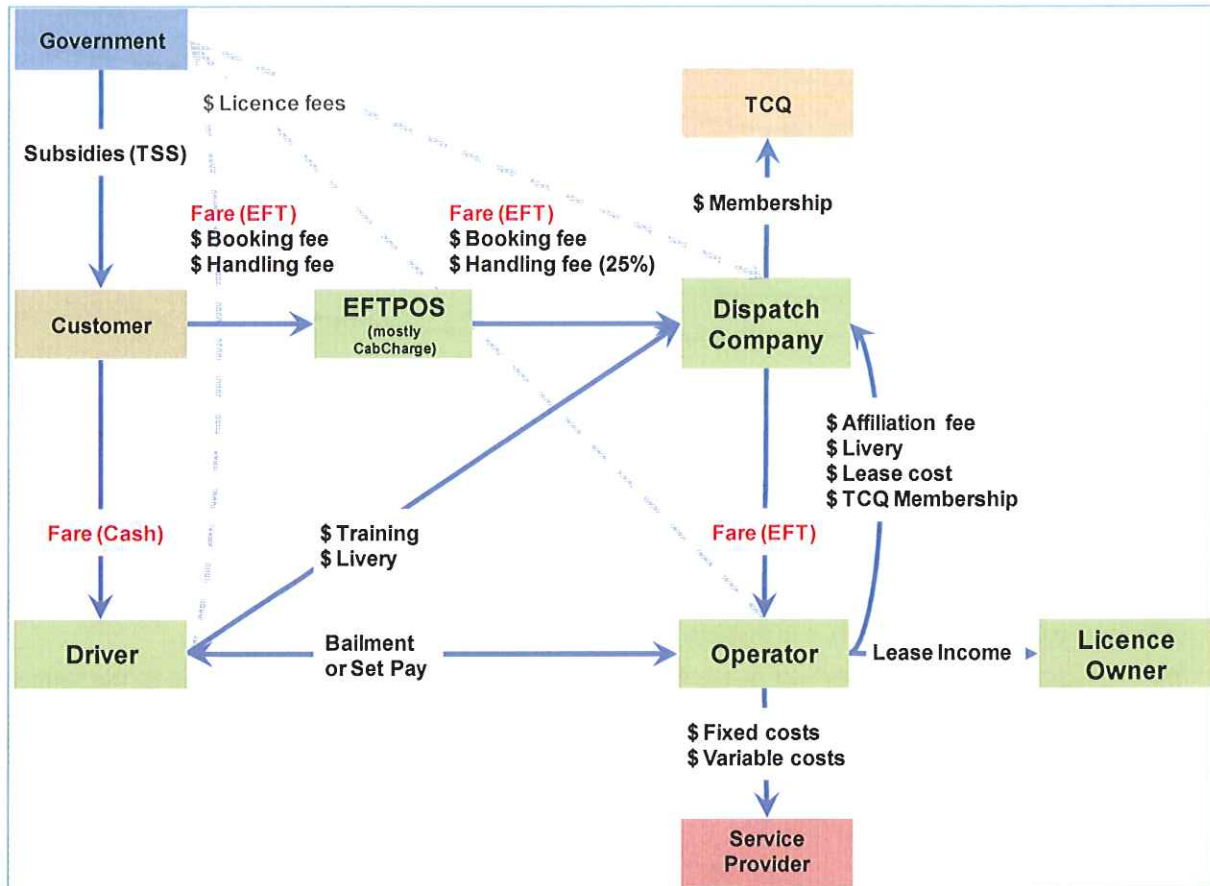 Government
$ Licence fees
TCQ
Subsidies (TSS)
$ Membership
Fare (EFT)
$ Booking fee
$ Handling fee
Fare (EFT)
$ Booking fee
$ Handling fee (25%)
Customer
EFTPOS
(mostly
CabCharge)
Dispatch
Company
$ Affiliation fee
$ Livery
$ Lease cost
$ TCQ Membership
Fare (Cash)
$ Training
$ Livery
Fare (EFT)
Driver
Bailment
or Set Pay
Operator
Lease Income
Licence
Owner
$ Fixed costs
$ Variable costs
Service
Provider